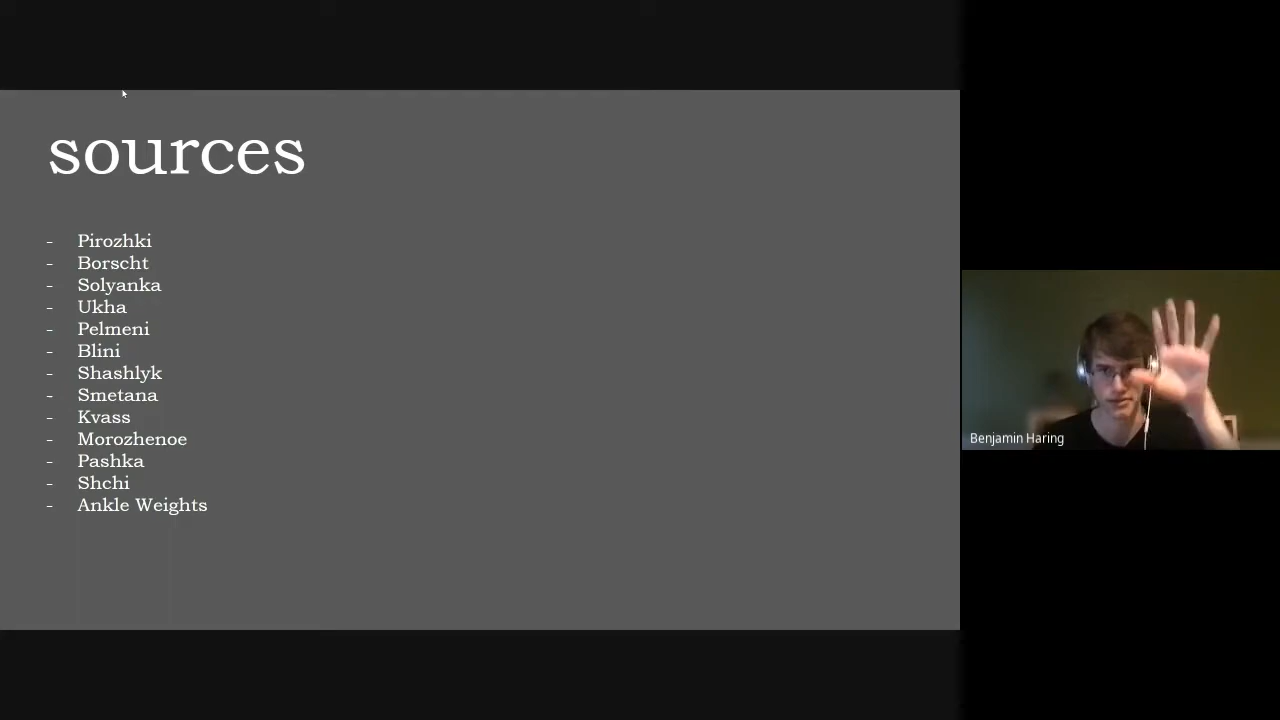 sources
- Pirozhki
- Borscht
- Solyanka
- Ukha
- Pelmeni
- Blini
- Shashlyk
- Smetana
- Kvass
- Morozhenoe
- Pashka
- Shchi
- Ankle Weights
Benjamin Haring